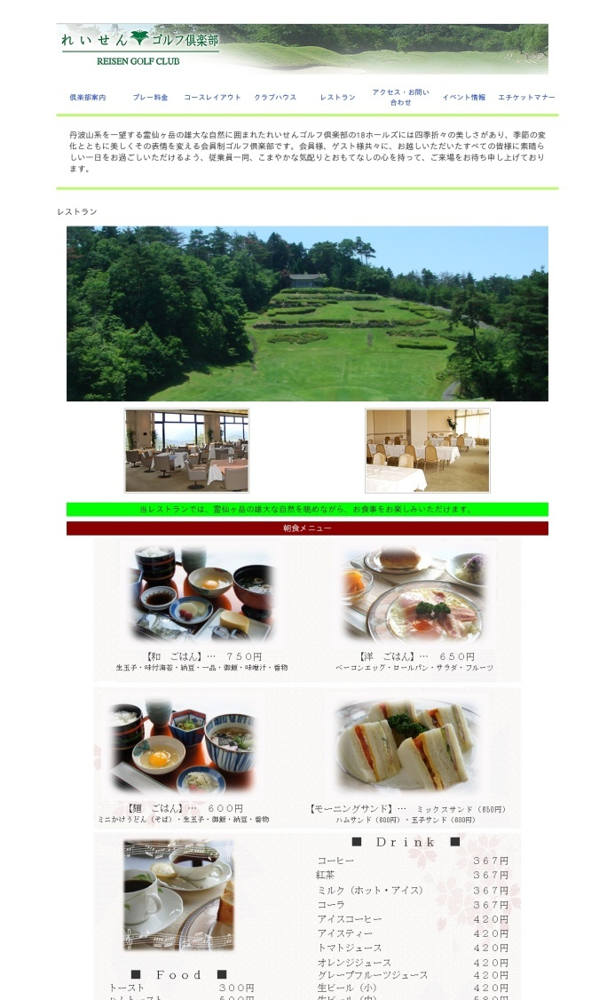 れいせん ゴルフ倶楽部
REISEN GOLF CLUB
倶楽部案内 プレー料金 コースレイアウト クラブハウス レストラン アクセス・お問い合わせ イベント情報 エチケットマナー
丹波山系を一望する霊仙ヶ岳の雄大な自然に囲まれたれいせんゴルフ倶楽部の18ホールズには四季折々の美しさがあり、季節の変
化とともに美しくその表情を変える会員制ゴルフ倶楽部です。会員様、ゲスト様共々に、お越しいただいたすべての皆様に素晴ら
しい一日をお過ごしいただけるよう、従業員一同、こまやかな気配りとおもてなしの心を持って、ご来場をお待ち申し上げており
ます。
レストラン
当レストランでは、霊仙ヶ岳の雄大な自然を眺めながら、お食事をお楽しみいただけます。
朝食メニュー
【和 ごはん】… 750円
生玉子・味付海苔・納豆・一品・御飯・味噌汁・香物
【洋 ごはん】… 650円
ベーコンエッグ・ロールパン・サラダ・フルーツ
【麺 ごはん】… 600円
ミニかけうどん（そば）・生玉子・御飯・納豆・香物
【モーニングサンド】… ミックスサンド（650円）
ハムサンド（600円）・玉子サンド（600円）
■ Drink ■
コーヒー 367円
紅茶 367円
ミルク（ホット・アイス） 367円
コーラ 367円
アイスコーヒー 420円
アイスティー 420円
トマトジュース 420円
オレンジジュース 420円
グレープフルーツジュース 420円
生ビール（小） 420円
■ Food ■
トースト 300円